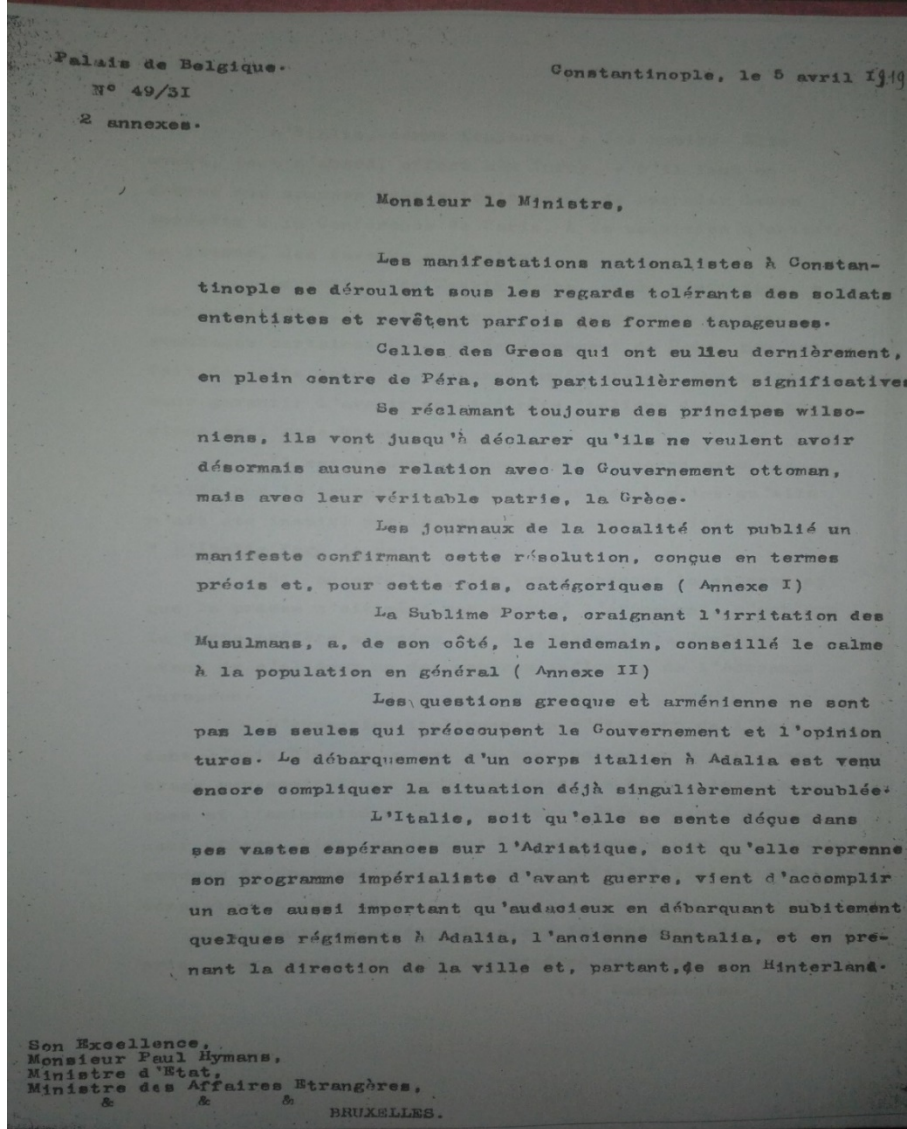 Palais de Belgique.
Constantinople, le 5 avril 1919
N° 49/3I
2 annexes.
Monsieur le Ministre,
Les manifestations nationalistes à Constan-
tinople se déroulent sous les regards tolérants des soldats
ententistes et revêtent parfois des formes tapageuses.
Celles des Grecs qui ont eu lieu dernièrement,
en plein centre de Péra, sont particulièrement significatives
Se réclamant toujours des principes wilso-
niens, ils vont jusqu'à déclarer qu'ils ne veulent avoir
désormais aucune relation avec le Gouvernement ottoman,
mais avec leur véritable patrie, la Grèce.
Les journaux de la localité ont publié un
manifeste confirmant cette résolution, conçue en termes
précis et, pour cette fois, catégoriques ( Annexe I)
La Sublime Porte, craignant l'irritation des
Musulmans, a, de son côté, le lendemain, conseillé le calme
à la population en général ( Annexe II)
Les questions grecque et arménienne ne sont
pas les seules qui préoccupent le Gouvernement et l'opinion
turcs. Le débarquement d'un corps italien à Adalia est venu
encore compliquer la situation déjà singulièrement troublée.
L'Italie, soit qu'elle se sente déçue dans
ses vastes espérances sur l'Adriatique, soit qu'elle reprenne
son programme impérialiste d'avant guerre, vient d'accomplir
un acte aussi important qu'audacieux en débarquant subitement
quelques régiments à Adalia, l'ancienne Santalia, et en pre-
nant la direction de la ville et, partant,de son Hinterland.
Son Excellence,
Monsieur Paul Hymans,
Ministre d'Etat,
Ministre des Affaires Etrangères,
& & &
BRUXELLES.